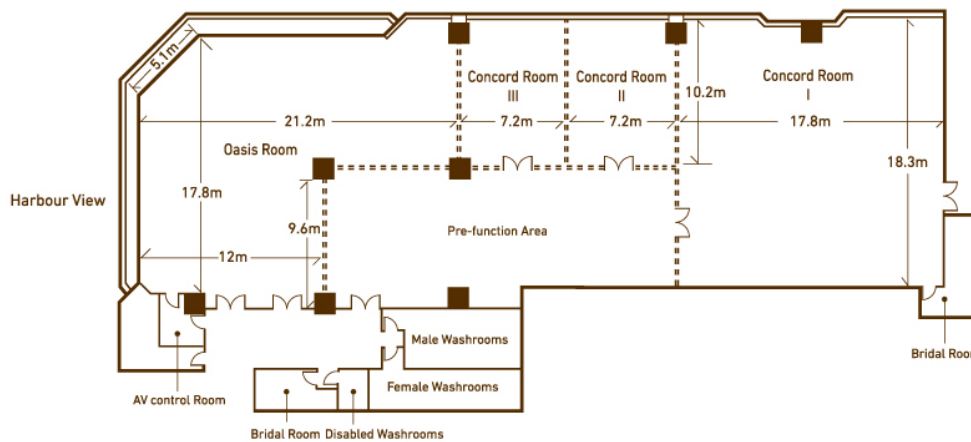 5.1m
Concord Room
III
Concord Room
II
Concord Room
I
10.2m
21.2m
7.2m
7.2m
17.8m
Oasis Room
18.3m
17.8m
Harbour View
9.6m
Pre-function Area
12m
Male Washrooms
Bridal Room
Female Washrooms
AV control Room
Bridal Room
Disabled Washrooms